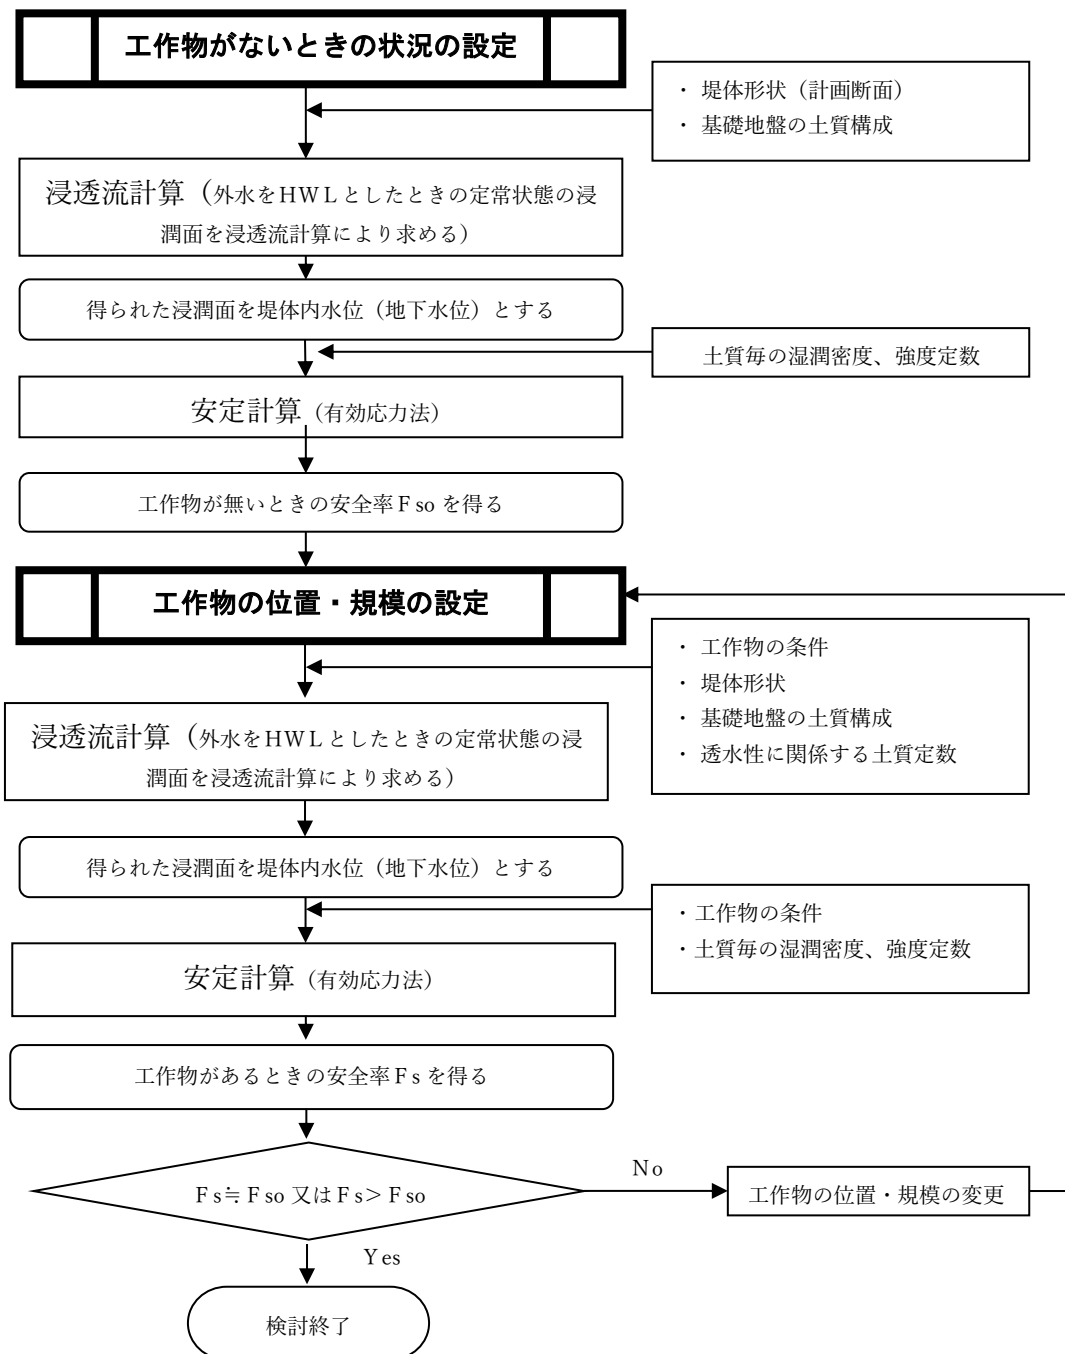 工作物がないときの状況の設定
・ 堤体形状（計画断面）
・ 基礎地盤の土質構成
浸透流計算（外水をＨＷＬとしたときの定常状態の浸
潤面を浸透流計算により求める）
得られた浸潤面を堤体内水位（地下水位）とする
土質毎の湿潤密度、強度定数
安定計算（有効応力法）
工作物が無いときの安全率Ｆso を得る
工作物の位置・規模の設定
・ 工作物の条件
・ 堤体形状
・ 基礎地盤の土質構成
・ 透水性に関係する土質定数
浸透流計算（外水をＨＷＬとしたときの定常状態の浸
潤面を浸透流計算により求める）
得られた浸潤面を堤体内水位（地下水位）とする
・工作物の条件
・土質毎の湿潤密度、強度定数
安定計算（有効応力法）
工作物があるときの安全率Ｆs を得る
Ｆs≒Ｆso 又はＦs＞Ｆso
Ｎo
工作物の位置・規模の変更
Ｙes
検討終了